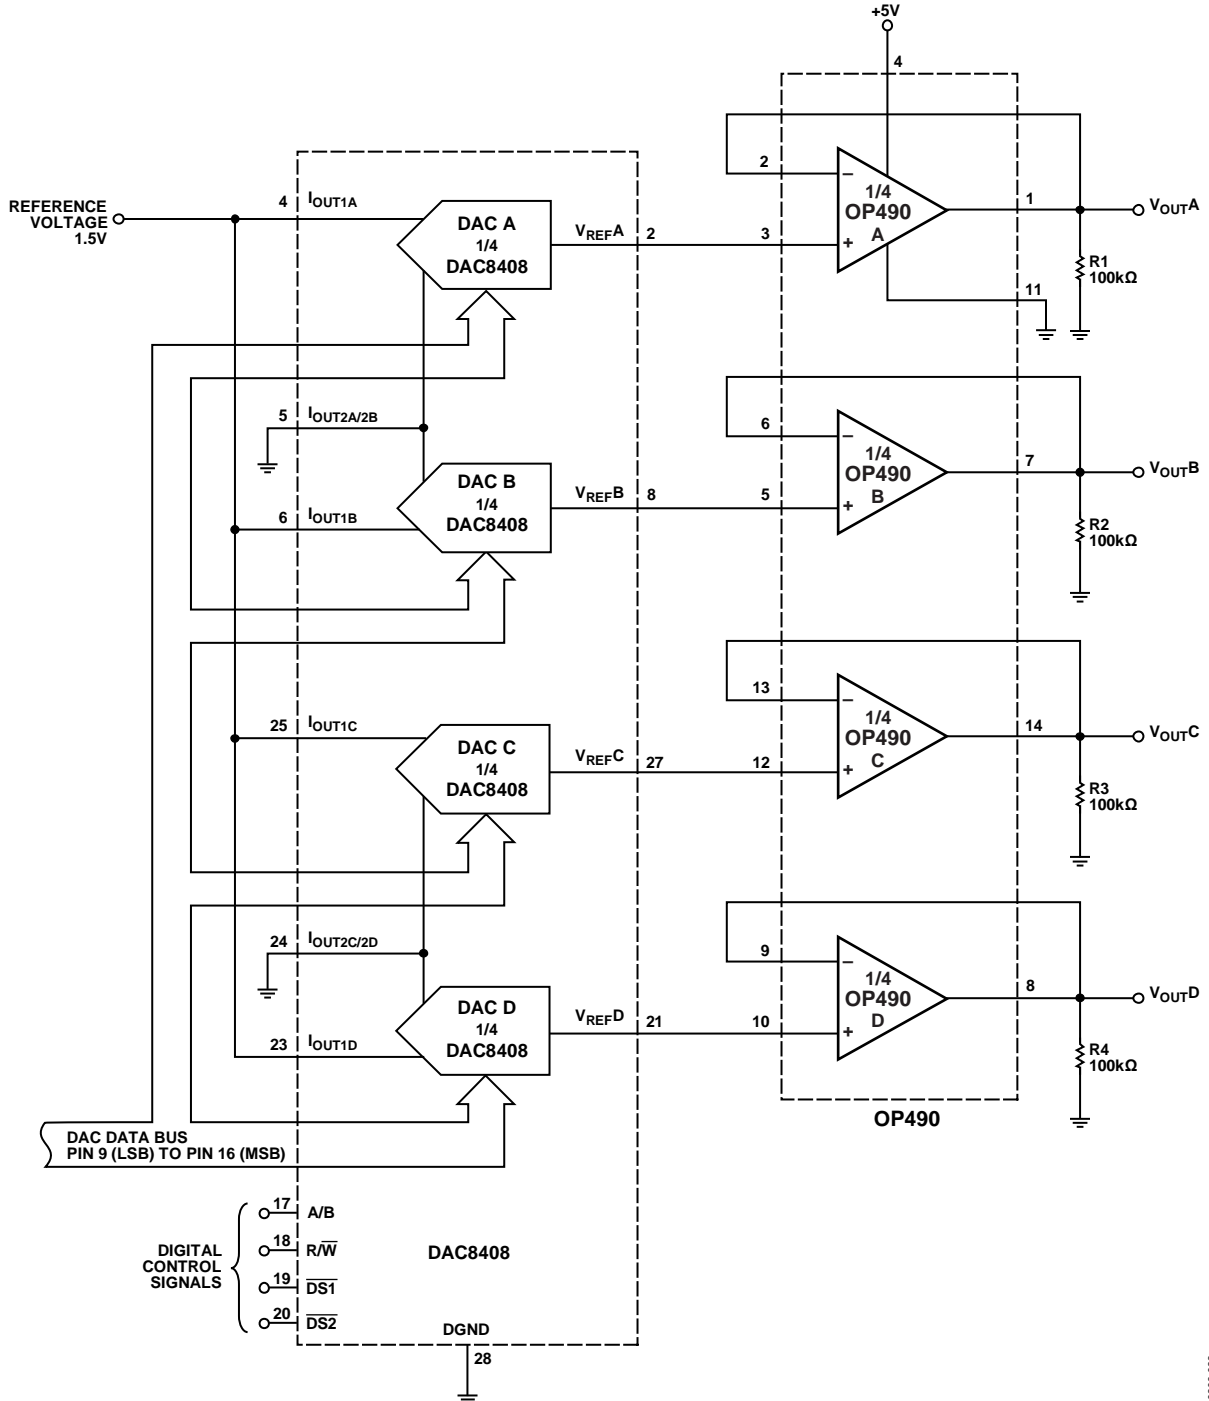 +5V
4
2
−
1/4
OP490
A
1
VOUTA
3
+
R1
100kΩ
11
REFERENCE
VOLTAGE
1.5V
4
IOUT1A
DAC A
1/4
DAC8408
VREFA
2
5
IOUT2A/2B
6
IOUT1B
DAC B
1/4
DAC8408
VREFB
8
6
−
1/4
OP490
B
7
VOUTB
5
+
R2
100kΩ
25
IOUT1C
DAC C
1/4
DAC8408
VREFC
27
13
−
1/4
OP490
C
14
VOUTC
12
+
R3
100kΩ
24
IOUT2C/2D
23
IOUT1D
DAC D
1/4
DAC8408
VREFD
21
9
−
1/4
OP490
D
8
VOUTD
10
+
R4
100kΩ
OP490
DAC DATA BUS
PIN 9 (LSB) TO PIN 16 (MSB)
DIGITAL
CONTROL
SIGNALS
17
A/B
18
R/W̅
19
D̅S̅1̅
20
D̅S̅2̅
DAC8408
DGND
28